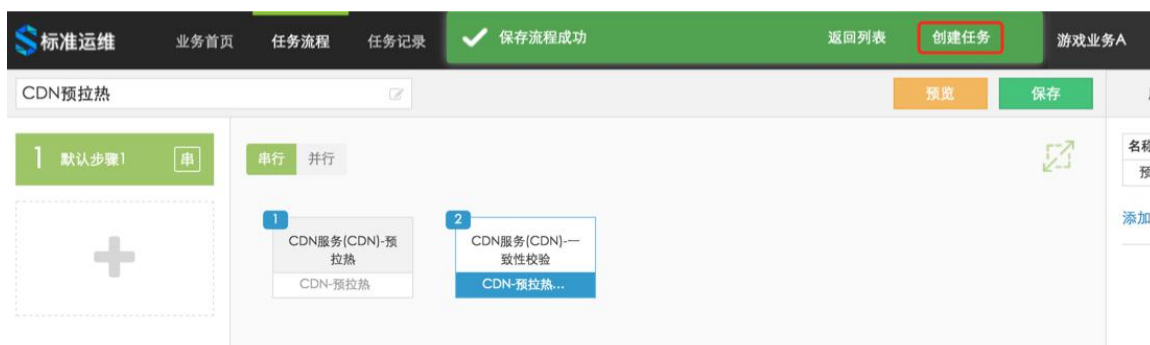 标准运维
业务首页
任务流程
任务记录
保存流程成功
返回列表
创建任务
游戏业务A
CDN预拉热
预览
保存
1 默认步骤1 串
串行 并行
1
CDN服务(CDN)-预
拉热
CDN-预拉热
2
CDN服务(CDN)-一
致性校验
CDN-预拉热...
名称
预
添加